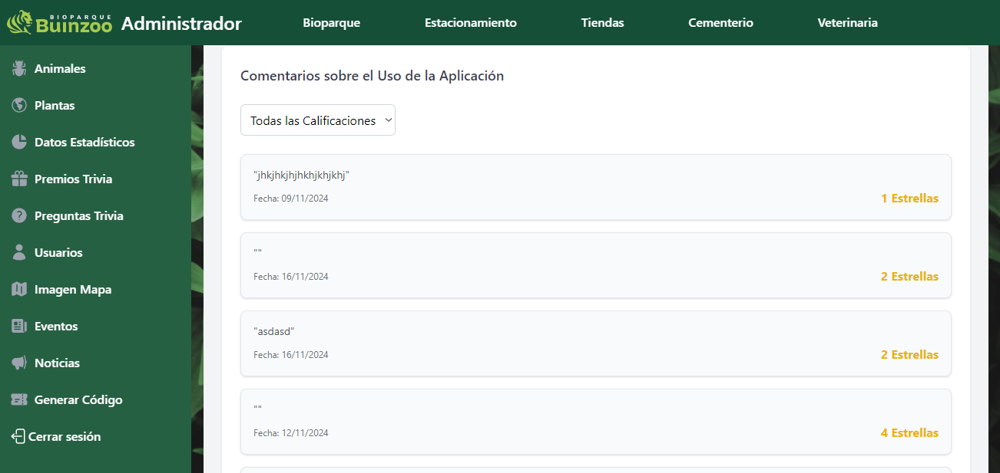 BIOPARQUE
Buinzoo
Administrador
Bioparque
Estacionamiento
Tiendas
Cementerio
Veterinaria
Animales
Plantas
Datos Estadísticos
Premios Trivia
Preguntas Trivia
Usuarios
Imagen Mapa
Eventos
Noticias
Generar Código
Cerrar sesión
Comentarios sobre el Uso de la Aplicación
Todas las Calificaciones
"jhkjhkjhjhkhjkhjkhj"
Fecha: 09/11/2024
1 Estrellas
""
Fecha: 16/11/2024
2 Estrellas
"asdasd"
Fecha: 16/11/2024
2 Estrellas
""
Fecha: 12/11/2024
4 Estrellas